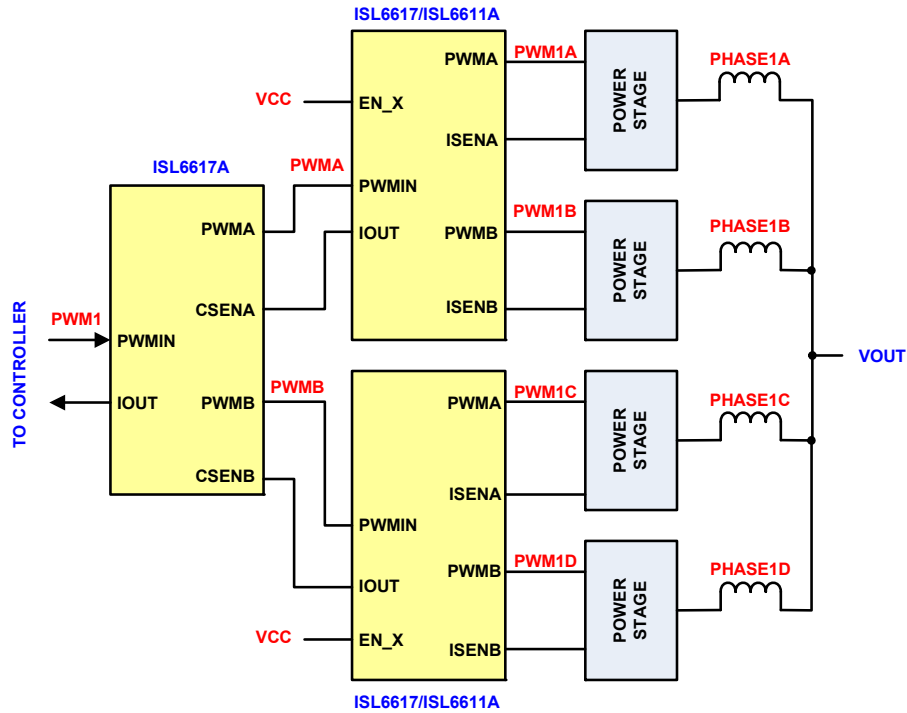 ISL6617/ISL6611A
PWMA
PWM1A
POWER STAGE
PHASE1A
VCC
EN_X
ISENA
ISL6617A
PWMA
PWMIN
PWMA
IOUT
PWMB
PWM1B
POWER STAGE
PHASE1B
CSENA
ISENB
TO CONTROLLER
PWM1
PWMIN
VOUT
IOUT
PWMB
PWMB
PWMA
PWM1C
POWER STAGE
PHASE1C
CSENB
ISENA
PWMIN
IOUT
PWMB
PWM1D
POWER STAGE
PHASE1D
VCC
EN_X
ISENB
ISL6617/ISL6611A